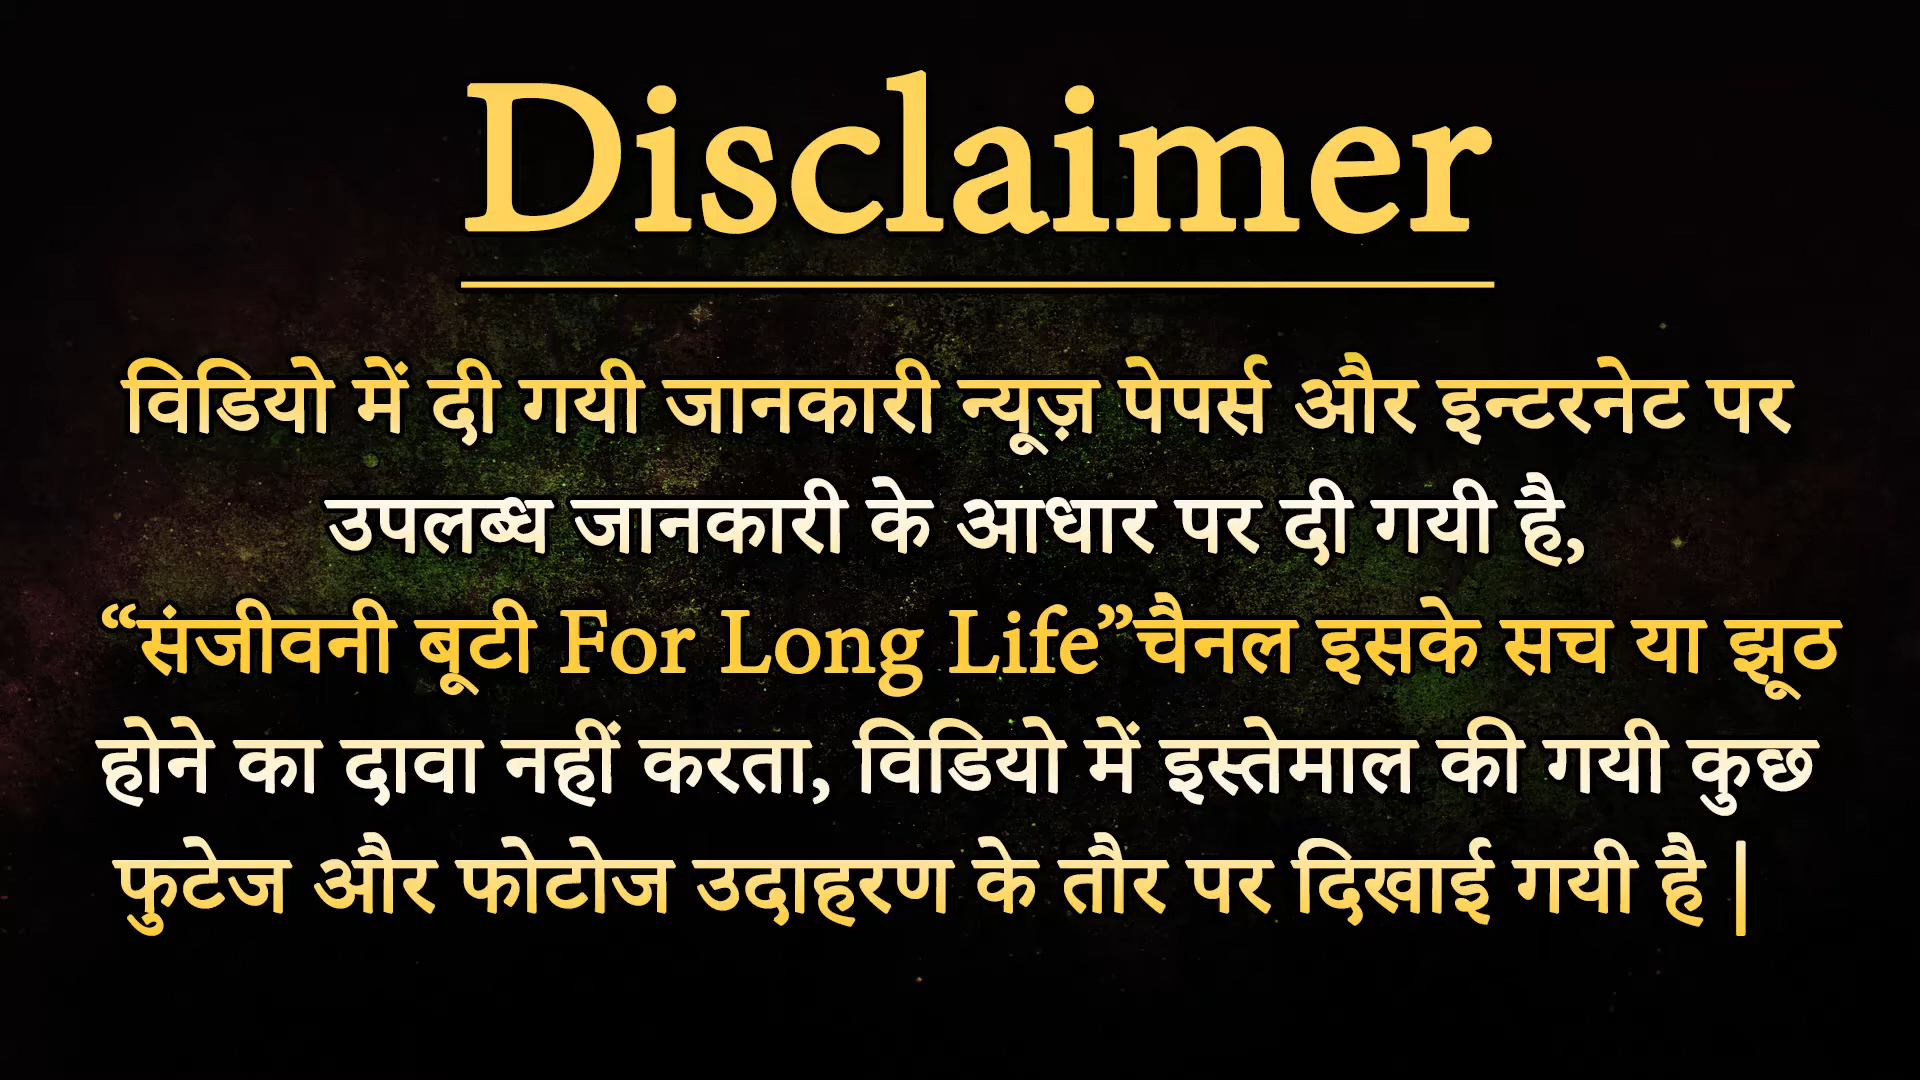 Disclaimer
विडियो में दी गयी जानकारी न्यूज़ पेपर्स और इन्टरनेट पर
उपलब्ध जानकारी के आधार पर दी गयी है,
“संजीवनी बूटी For Long Life”चैनल इसके सच या झूठ
होने का दावा नहीं करता, विडियो में इस्तेमाल की गयी कुछ
फुटेज और फोटोज उदाहरण के तौर पर दिखाई गयी है |